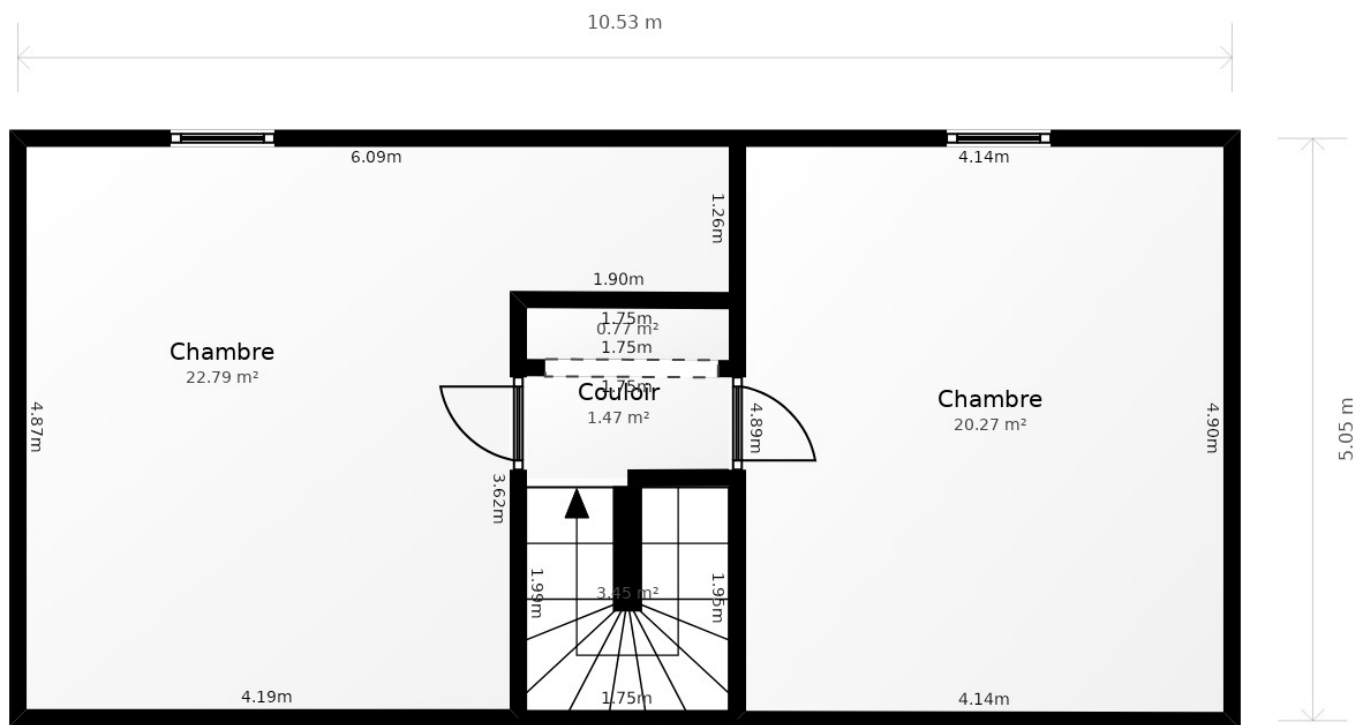 10.53 m
6.09m
4.14m
1.26m
1.90m
1.75m
0.77 m²
1.75m
Chambre
22.79 m²
1.75m
Couloir
1.47 m²
Chambre
20.27 m²
4.87m
4.89m
4.90m
5.05 m
3.62m
1.99m
3.45 m²
1.95m
4.19m
1.75m
4.14m